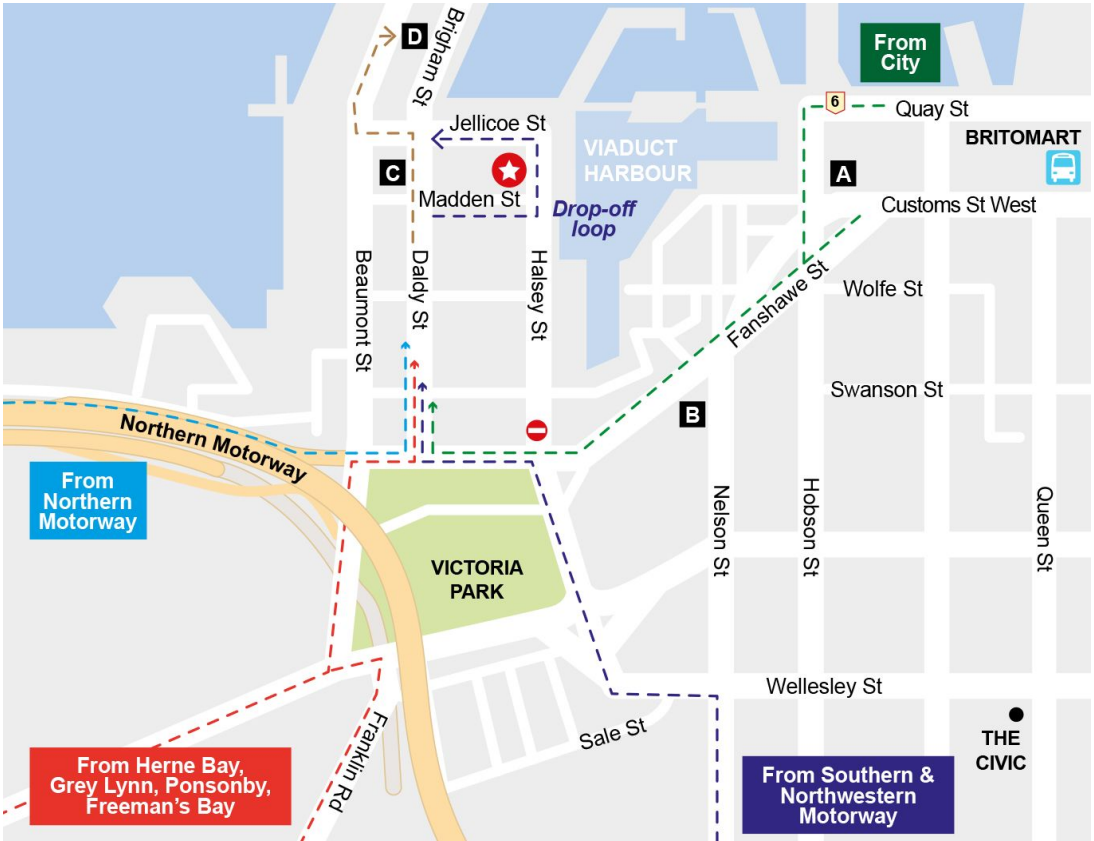 D
Brigham St
From
City
6
Quay St
Jellicoe St
VIADUCT
HARBOUR
BRITOMART
C
A
Madden St
Drop-off
loop
Customs St West
Beaumont St
Daldy St
Halsey St
Fanshawe St
Wolfe St
Swanson St
B
Northern Motorway
From
Northern
Motorway
Nelson St
Hobson St
Queen St
VICTORIA
PARK
Wellesley St
Franklin Rd
Sale St
THE
CIVIC
From Herne Bay,
Grey Lynn, Ponsonby,
Freeman's Bay
From Southern &
Northwestern
Motorway